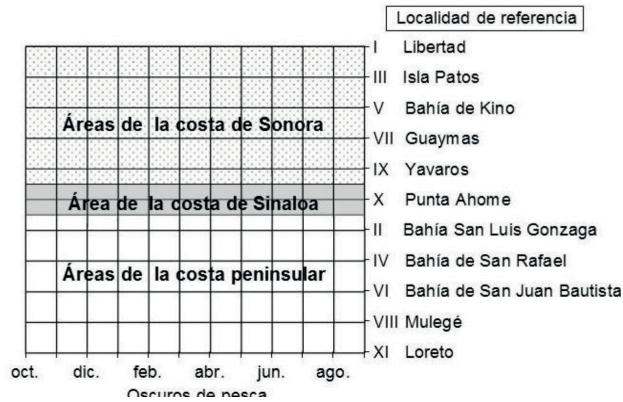 Localidad de referencia
I Libertad
III Isla Patos
V Bahía de Kino
Áreas de la costa de Sonora
VII Guaymas
IX Yavaros
X Punta Ahome
Área de la costa de Sinaloa
II Bahía San Luis Gonzaga
IV Bahía de San Rafael
Áreas de la costa peninsular
VI Bahía de San Juan Bautista
VIII Mulegé
XI Loreto
oct. dic. feb. abr. jun. ago.
Oscuros de pesca